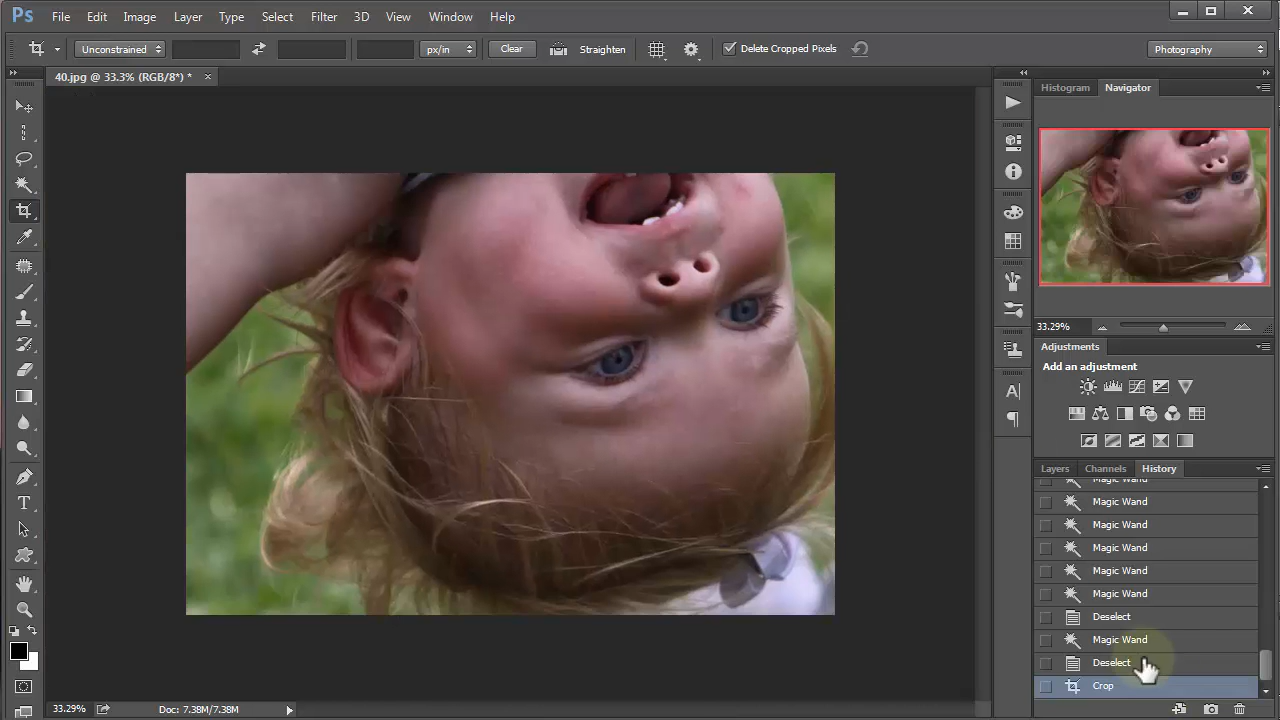 Ps File Edit Image Layer Type Select Filter 3D View Window Help
Unconstrained px/in Clear Straighten Delete Cropped Pixels Photography
40.jpg @ 33.3% (RGB/8*) * ×
Histogram Navigator
33.29%
Adjustments
Add an adjustment
Layers Channels History
Magic Wand
Magic Wand
Magic Wand
Magic Wand
Magic Wand
Magic Wand
Deselect
Magic Wand
Deselect
Crop
33.29% Doc: 7.38M/7.38M